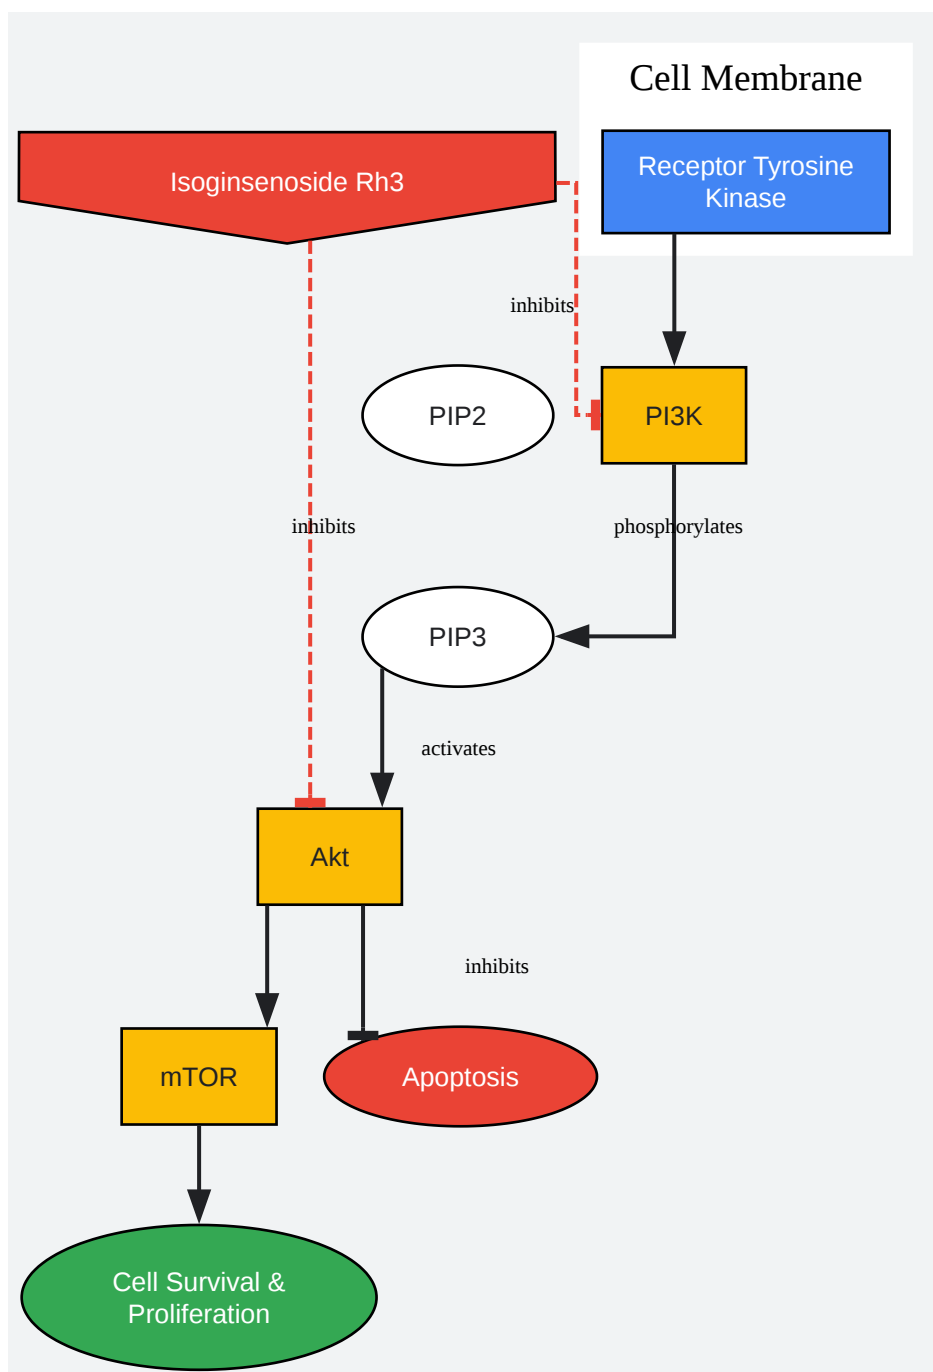 Cell Membrane
Isoginsenoside Rh3
Receptor Tyrosine
Kinase
inhibits
PIP2
PI3K
inhibits
phosphorylates
PIP3
activates
Akt
inhibits
mTOR
Apoptosis
Cell Survival &
Proliferation